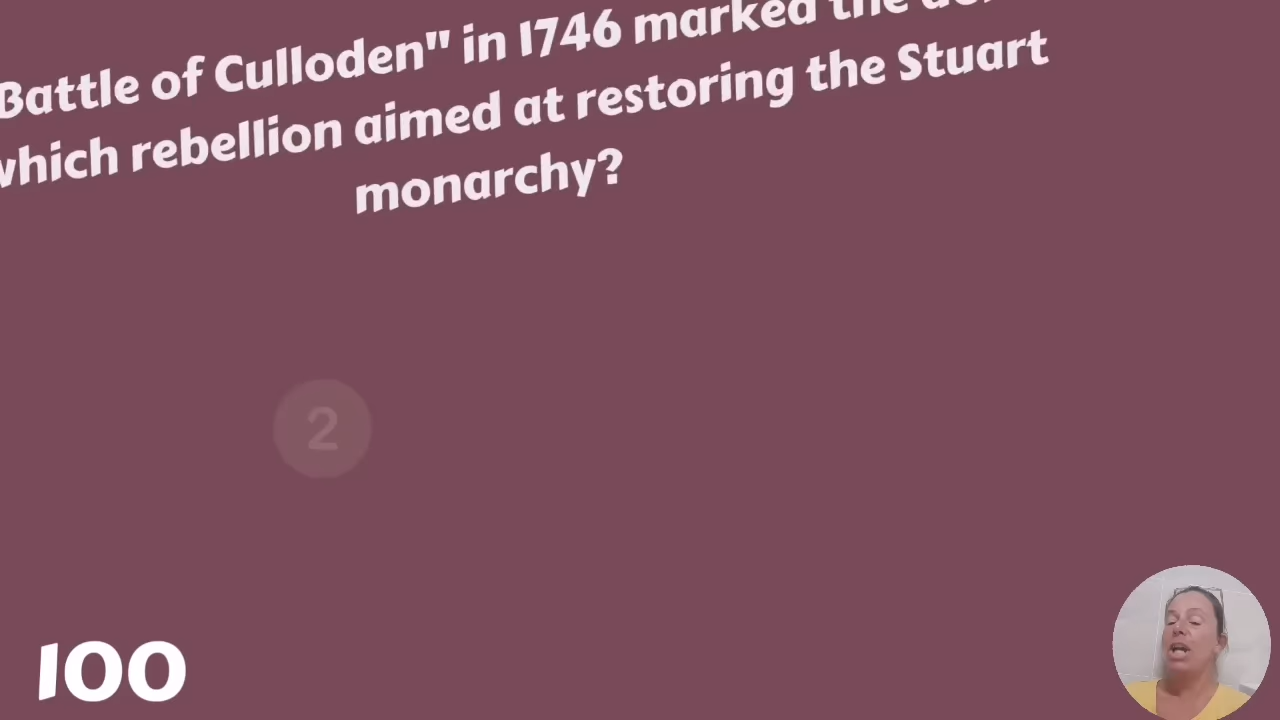 Battle of Culloden" in 1746 marked the
which rebellion aimed at restoring the Stuart
monarchy?
2
100